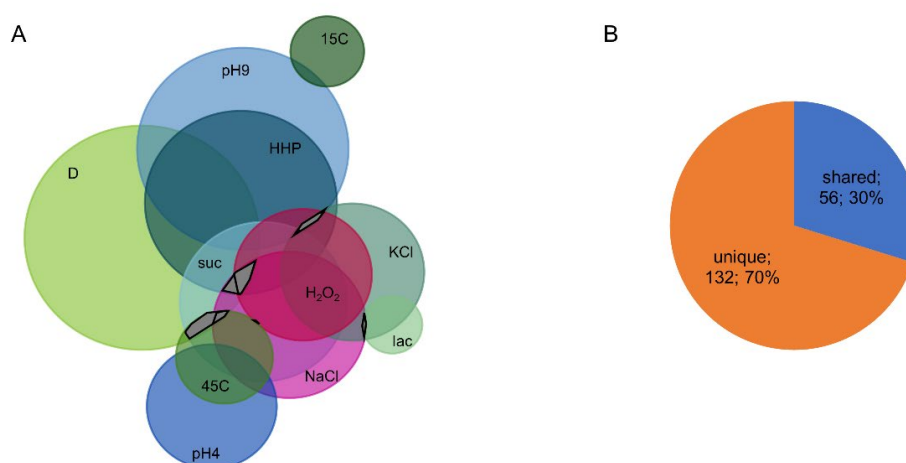 A
B
15C
pH9
HHP
D
shared;
56; 30%
suc
KCl
unique;
132; 70%
H₂O₂
lac
NaCl
45C
pH4